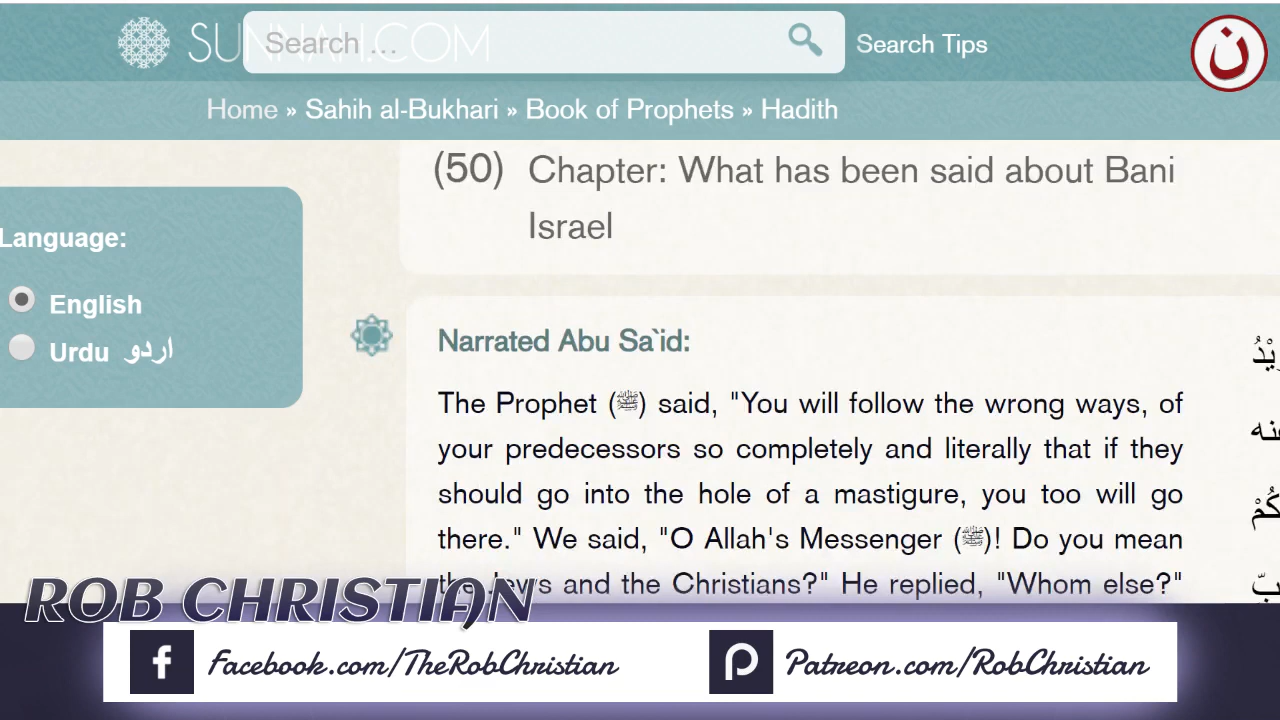 SUNNAH.COM
Search ...
Search Tips
ن
Home » Sahih al-Bukhari » Book of Prophets » Hadith
(50) Chapter: What has been said about Bani
Israel
Language:
English
Urdu اردو
Narrated Abu Sa`id:
The Prophet (ﷺ) said, "You will follow the wrong ways, of
your predecessors so completely and literally that if they
should go into the hole of a mastigure, you too will go
there." We said, "O Allah's Messenger (ﷺ)! Do you mean
the Jews and the Christians?" He replied, "Whom else?"
ROB CHRISTIAN
Facebook.com/TheRobChristian
Patreon.com/RobChristian